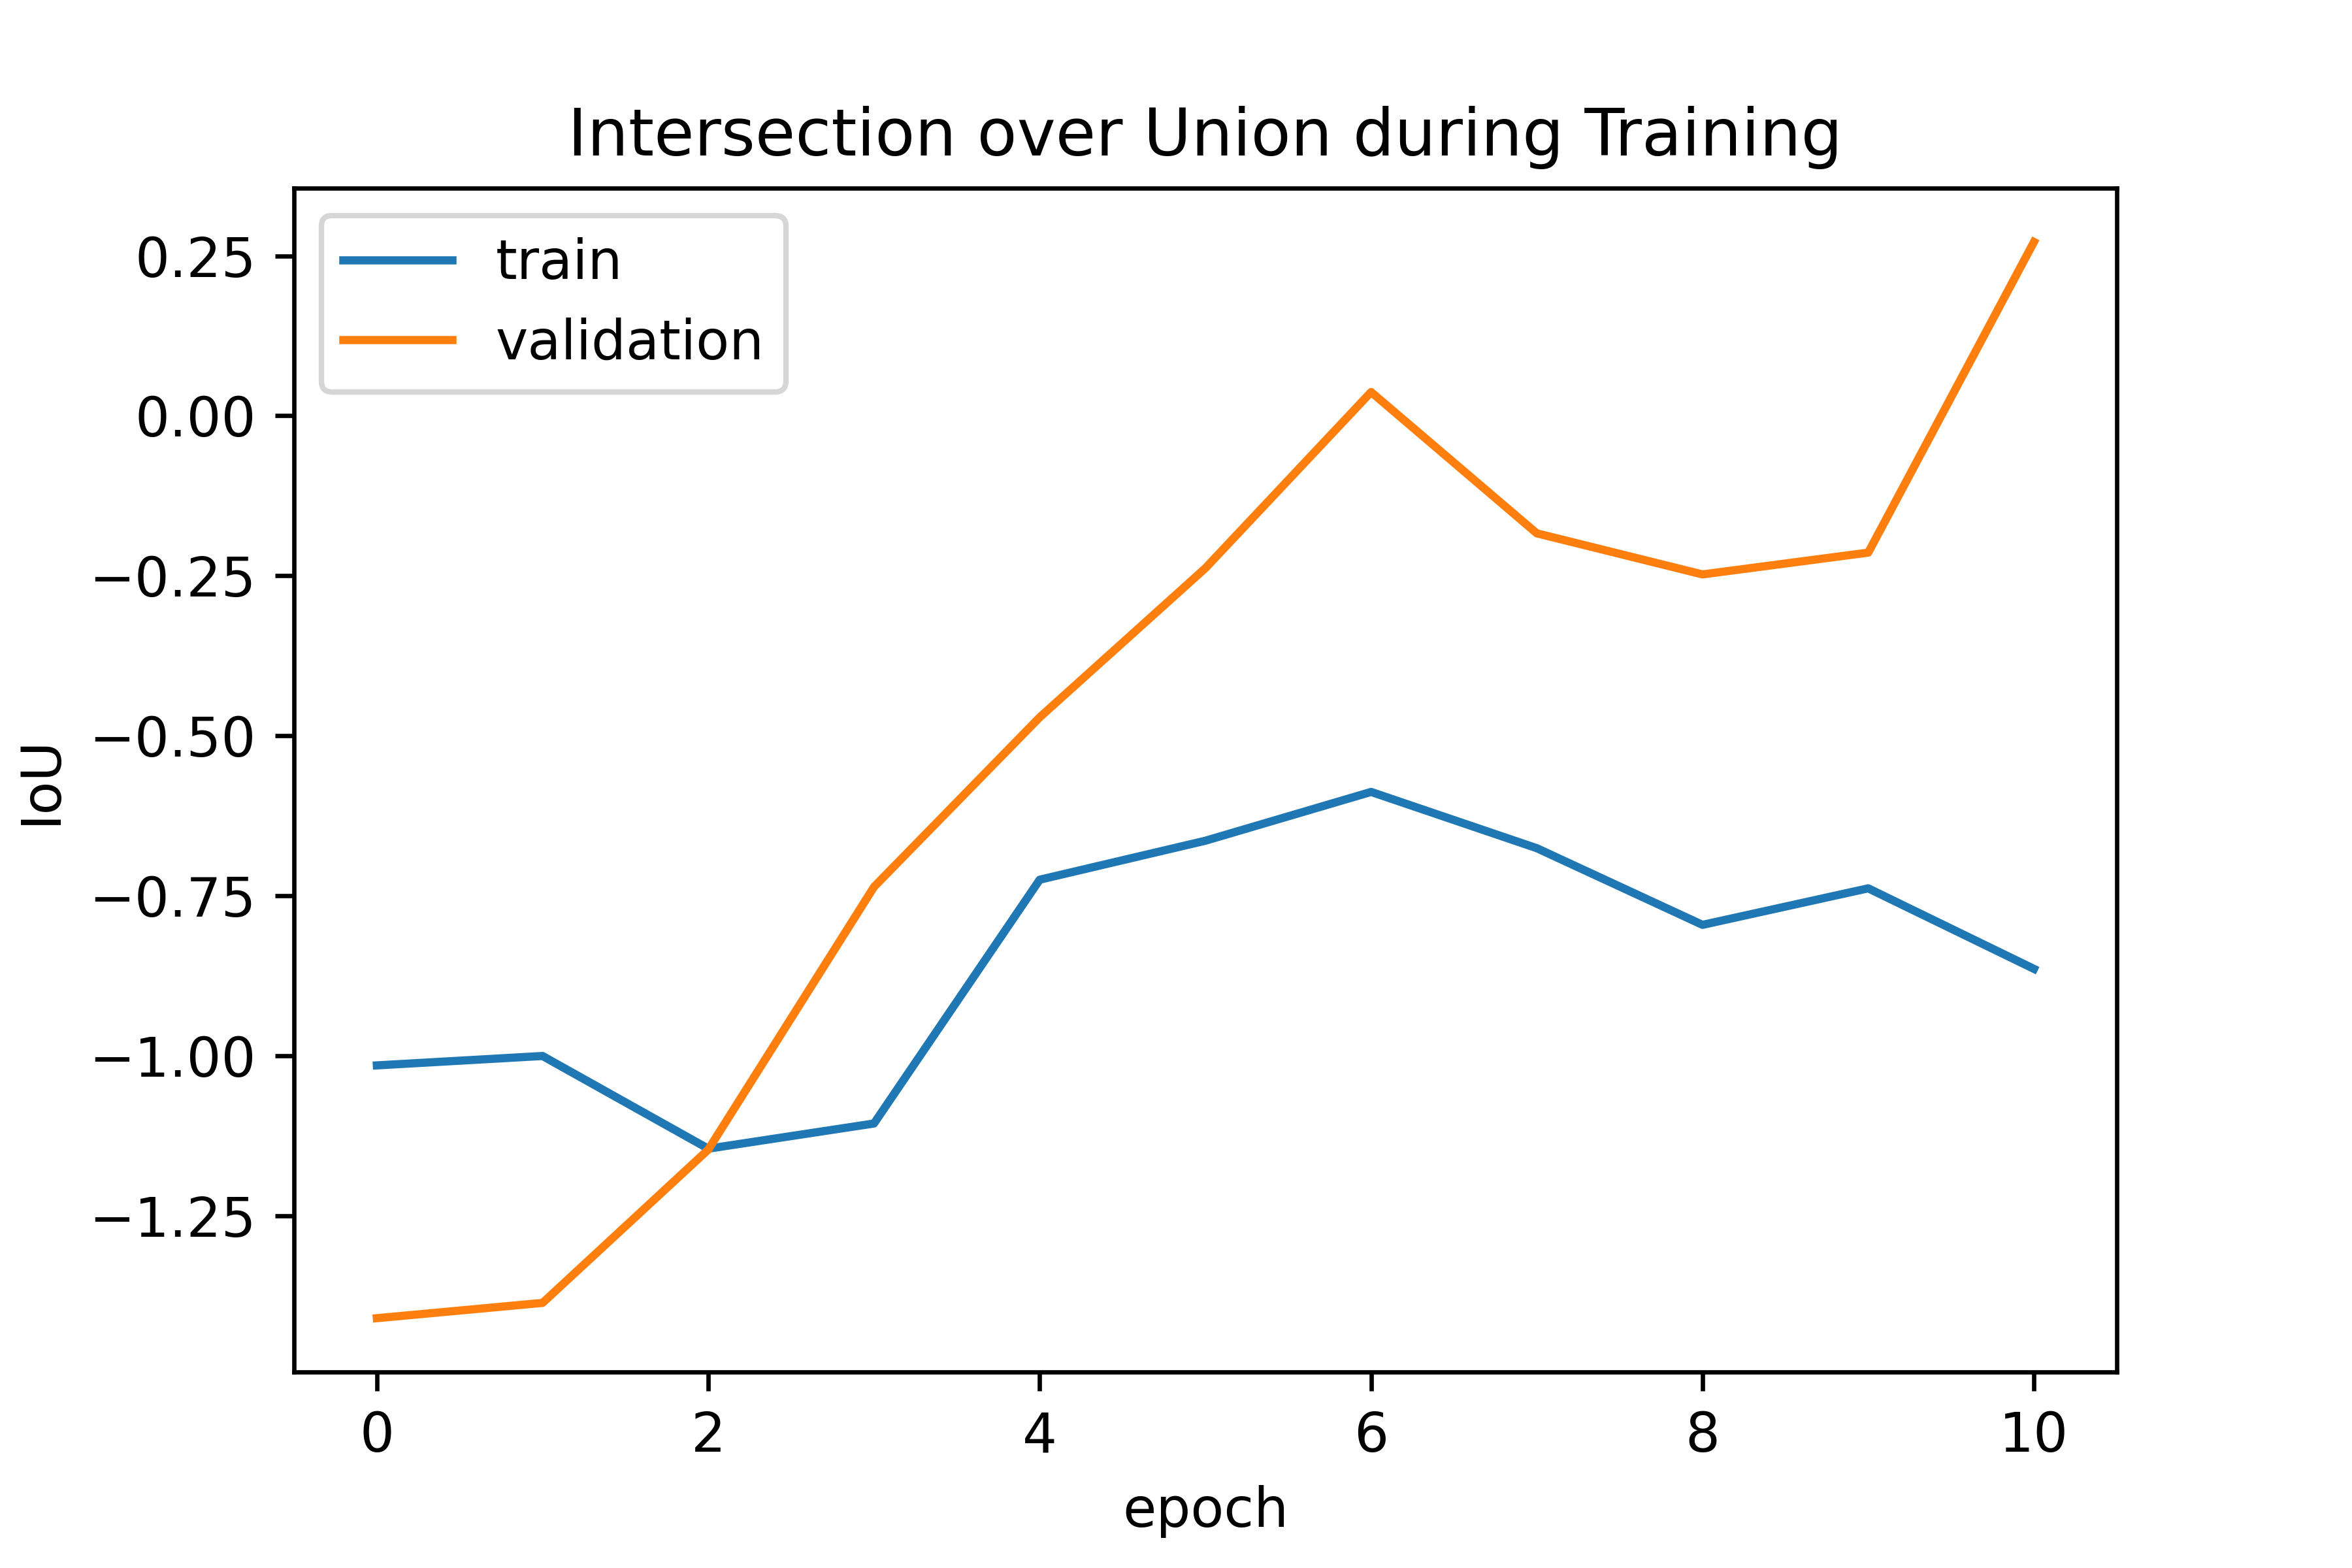 Intersection over Union during Training
train
validation
0.25
0.00
−0.25
−0.50
−0.75
−1.00
−1.25
IoU
0 2 4 6 8 10
epoch